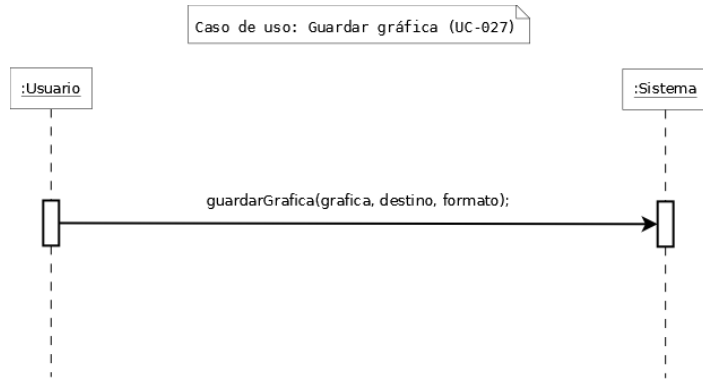 Caso de uso: Guardar gráfica (UC-027)
:Usuario
:Sistema
guardarGrafica(grafica, destino, formato);